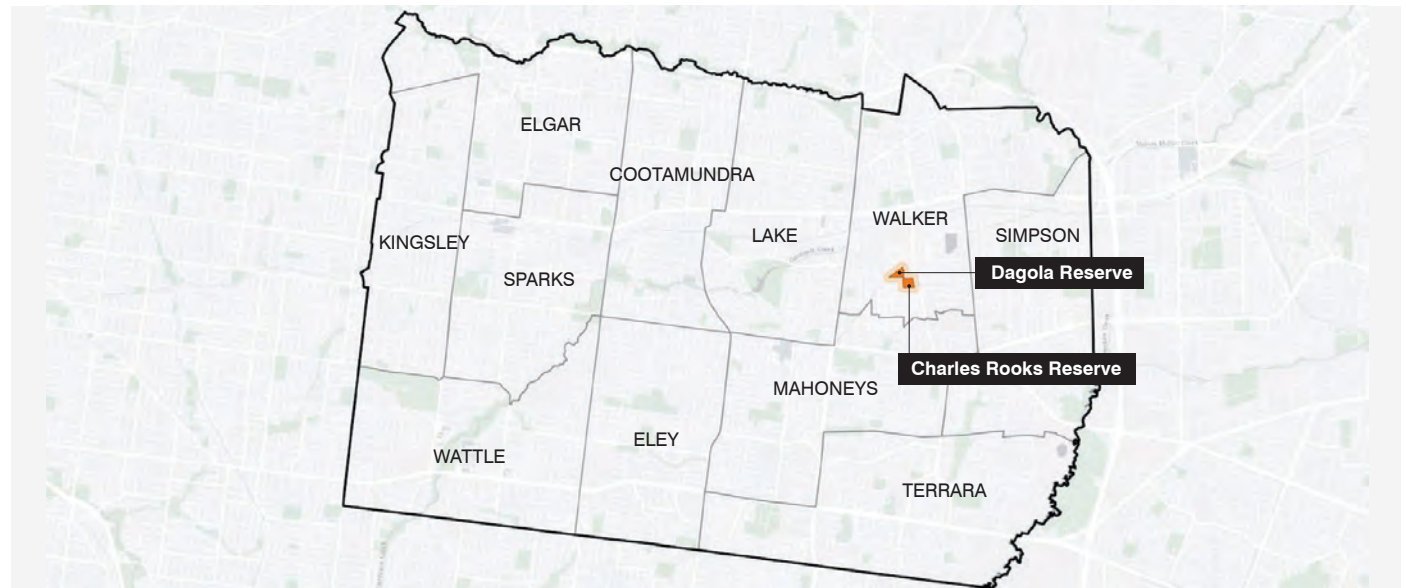 ELGAR
COOTAMUNDRA
WALKER
KINGSLEY
LAKE
SIMPSON
SPARKS
Dagola Reserve
Charles Rooks Reserve
MAHONEYS
ELEY
WATTLE
TERRARA